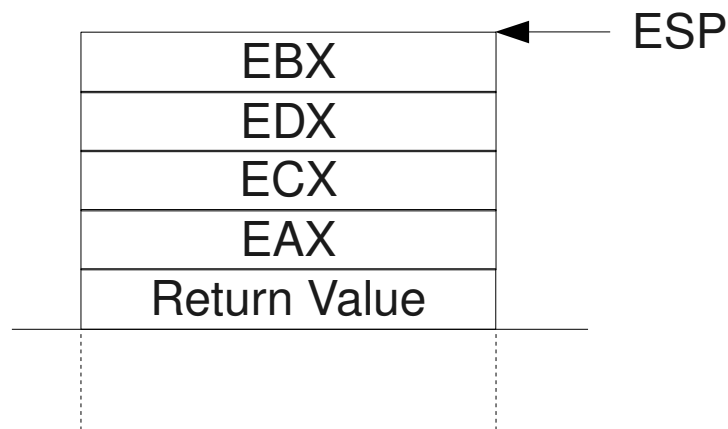 ESP
EBX
EDX
ECX
EAX
Return Value